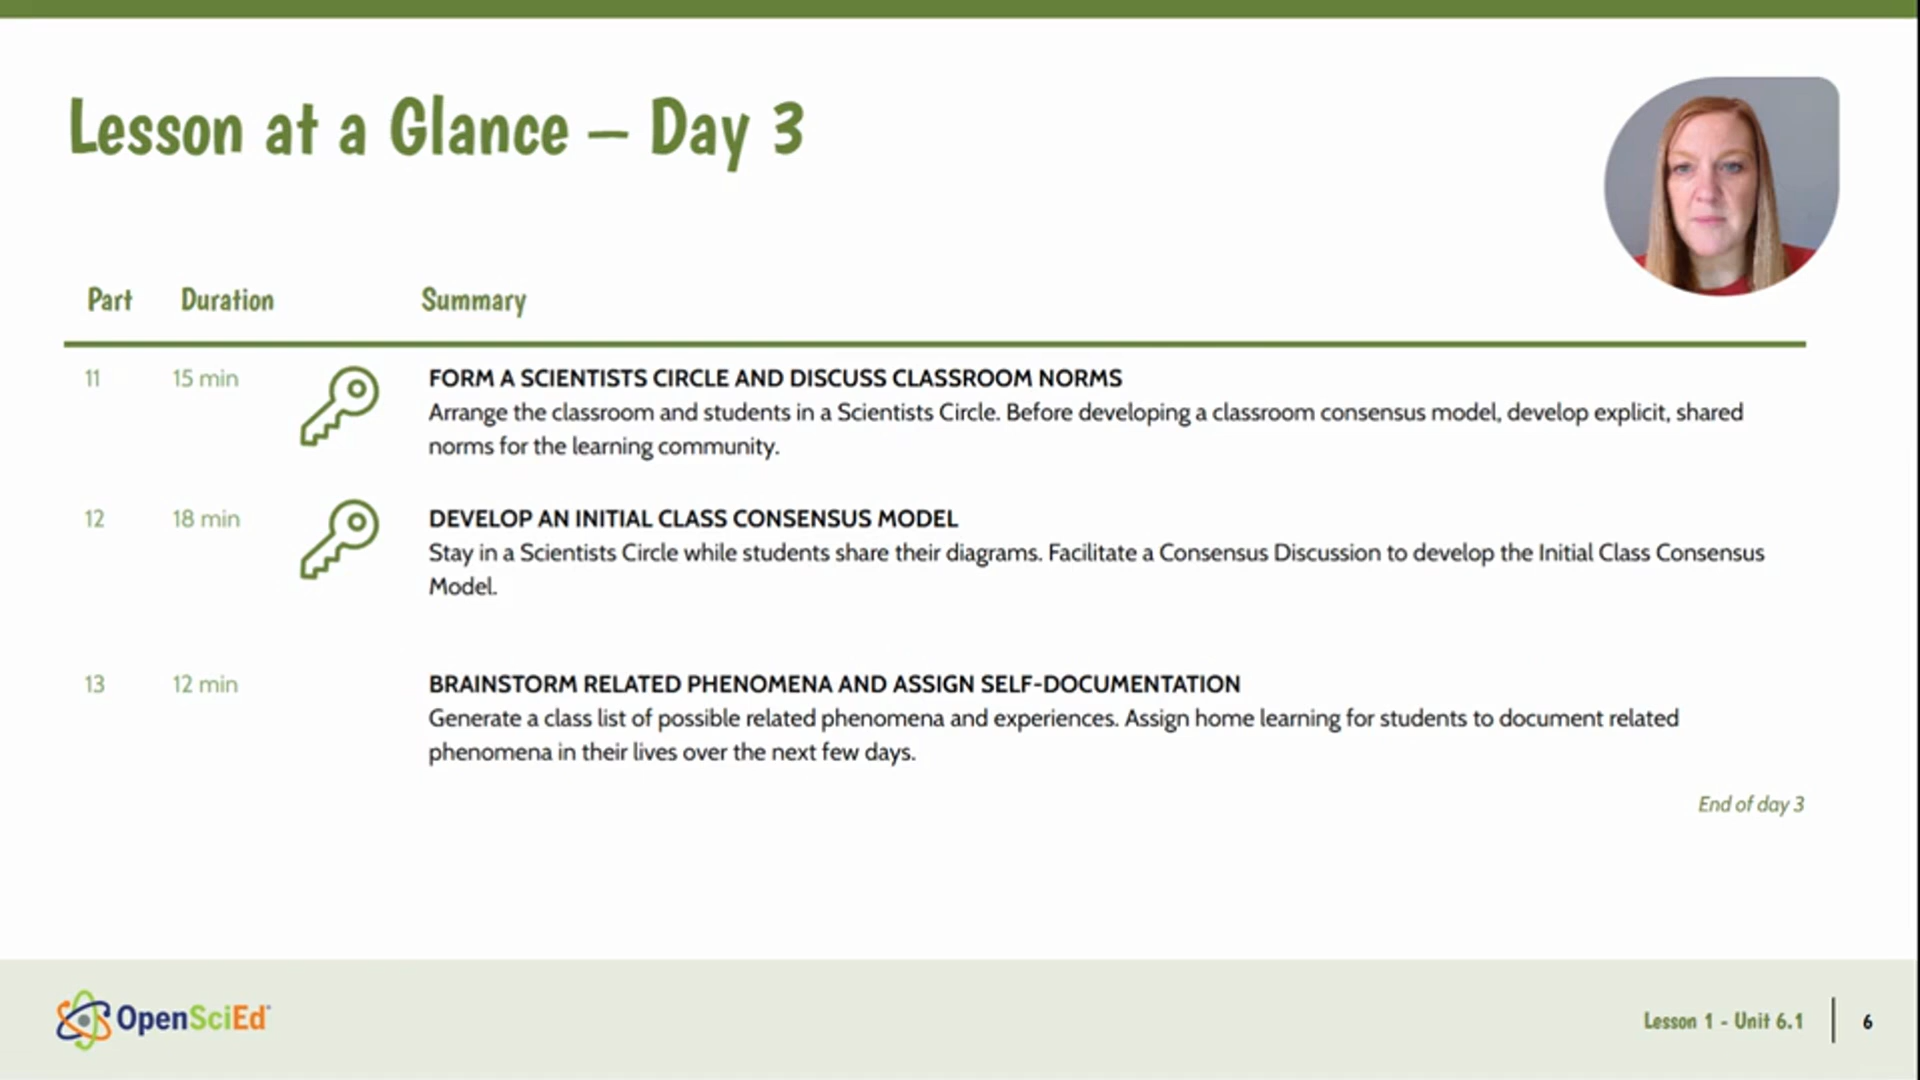 Lesson at a Glance – Day 3
Part Duration Summary
11 15 min FORM A SCIENTISTS CIRCLE AND DISCUSS CLASSROOM NORMS
Arrange the classroom and students in a Scientists Circle. Before developing a classroom consensus model, develop explicit, shared
norms for the learning community.
12 18 min DEVELOP AN INITIAL CLASS CONSENSUS MODEL
Stay in a Scientists Circle while students share their diagrams. Facilitate a Consensus Discussion to develop the Initial Class Consensus
Model.
13 12 min BRAINSTORM RELATED PHENOMENA AND ASSIGN SELF-DOCUMENTATION
Generate a class list of possible related phenomena and experiences. Assign home learning for students to document related
phenomena in their lives over the next few days.
End of day 3
OpenSciEd
Lesson 1 - Unit 6.1 6